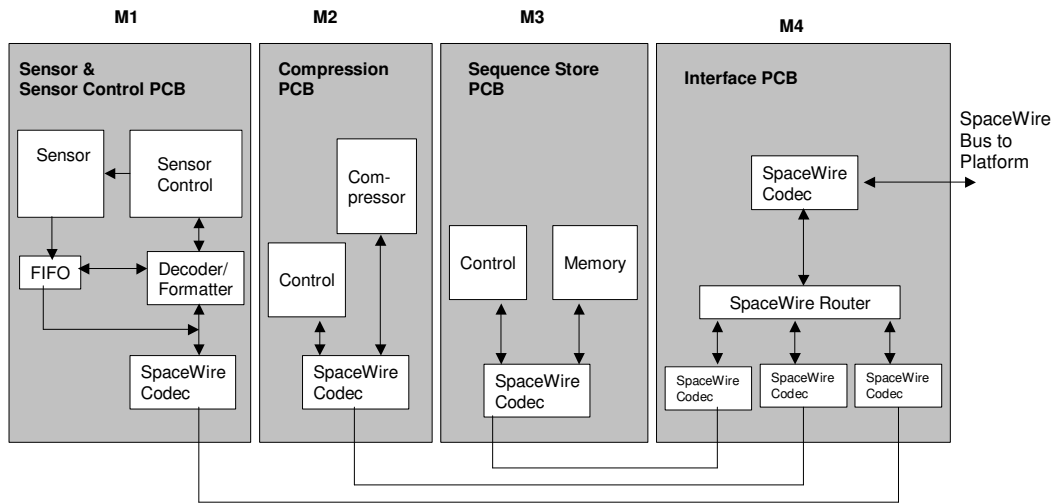 M1
M2
M3
M4
Sensor &
Sensor Control PCB
Sensor
Sensor
Control
FIFO
Decoder/
Formatter
SpaceWire
Codec
Compression
PCB
Com-
pressor
Control
SpaceWire
Codec
Sequence Store
PCB
Control
Memory
SpaceWire
Codec
Interface PCB
SpaceWire
Codec
SpaceWire Router
SpaceWire
Codec
SpaceWire
Codec
SpaceWire
Codec
SpaceWire
Bus to
Platform